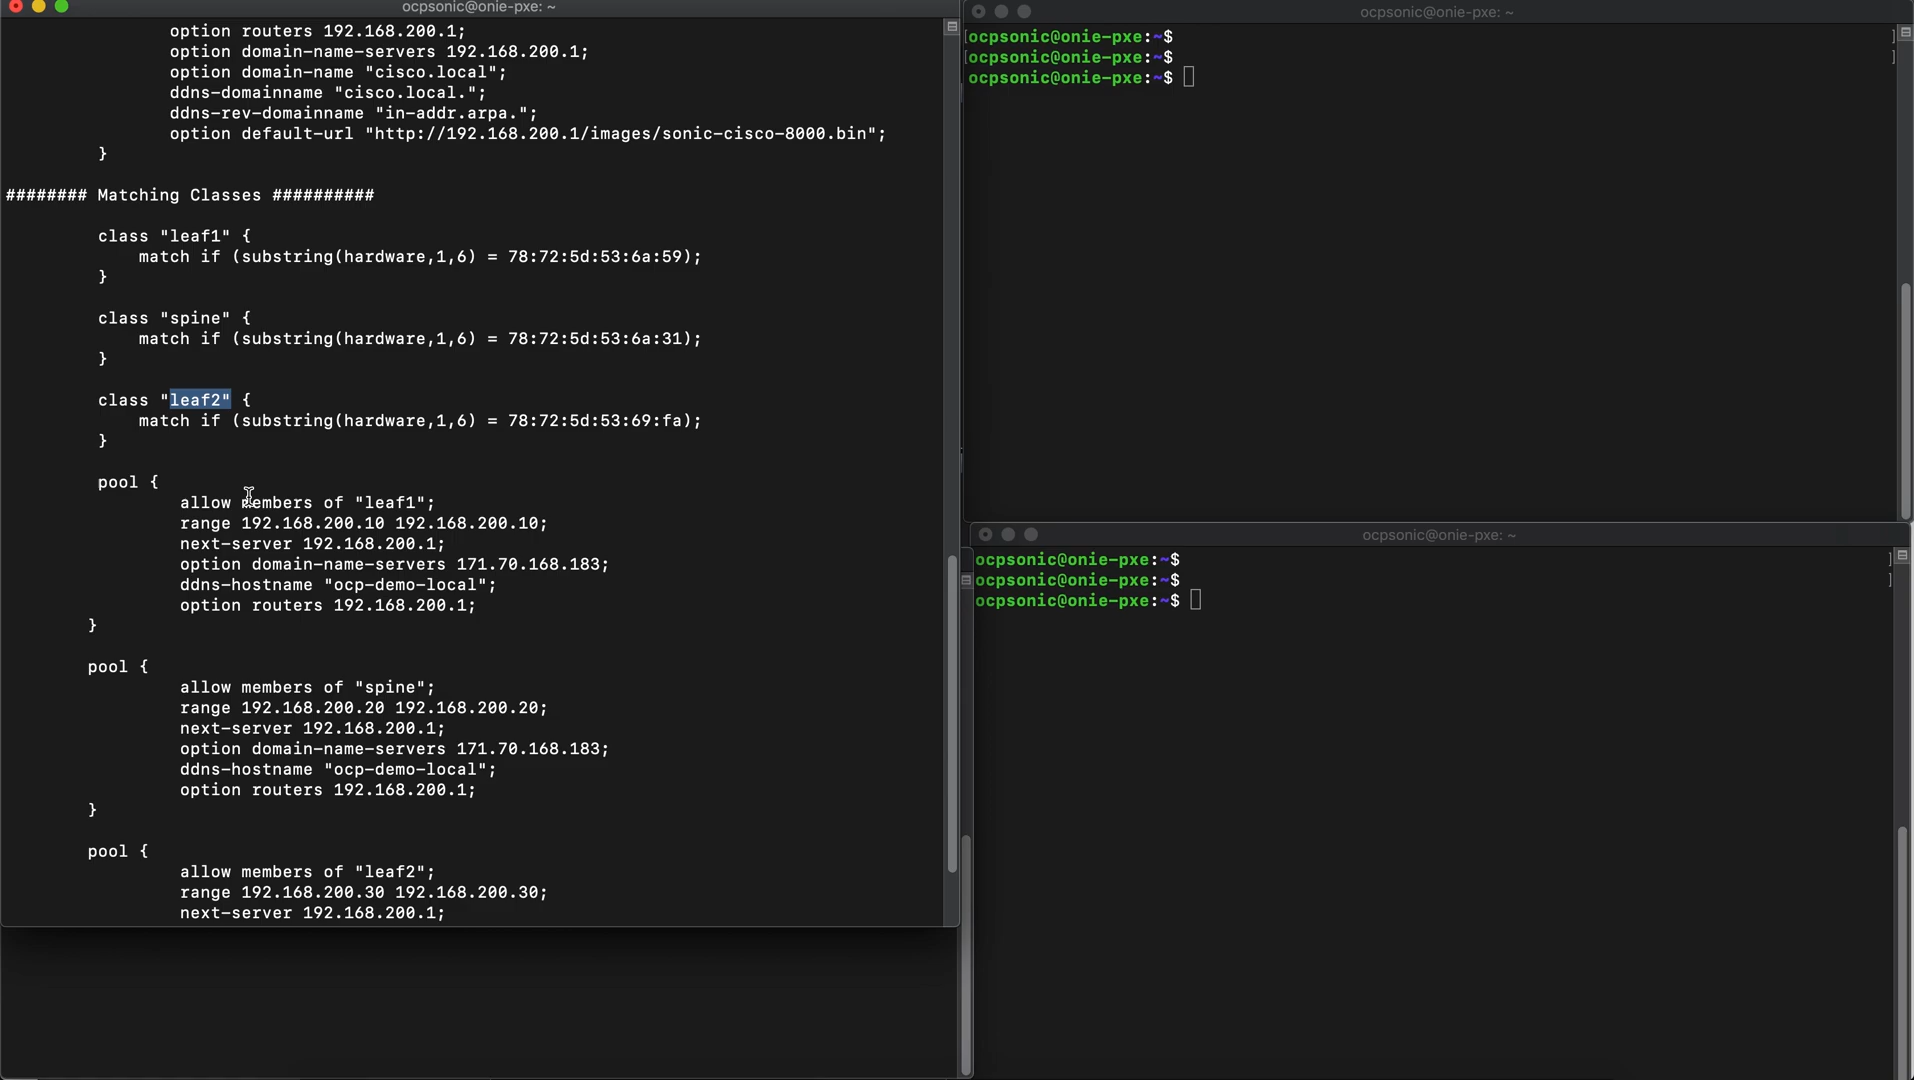 ocpsonic@onie-pxe: ~
option routers 192.168.200.1;
option domain-name-servers 192.168.200.1;
option domain-name "cisco.local";
ddns-domainname "cisco.local.";
ddns-rev-domainname "in-addr.arpa.";
option default-url "http://192.168.200.1/images/sonic-cisco-8000.bin";
}
######## Matching Classes ##########
class "leaf1" {
match if (substring(hardware,1,6) = 78:72:5d:53:6a:59);
}
class "spine" {
match if (substring(hardware,1,6) = 78:72:5d:53:6a:31);
}
class "leaf2" {
match if (substring(hardware,1,6) = 78:72:5d:53:69:fa);
}
pool {
allow members of "leaf1";
range 192.168.200.10 192.168.200.10;
next-server 192.168.200.1;
option domain-name-servers 171.70.168.183;
ddns-hostname "ocp-demo-local";
option routers 192.168.200.1;
}
pool {
allow members of "spine";
range 192.168.200.20 192.168.200.20;
next-server 192.168.200.1;
option domain-name-servers 171.70.168.183;
ddns-hostname "ocp-demo-local";
option routers 192.168.200.1;
}
pool {
allow members of "leaf2";
range 192.168.200.30 192.168.200.30;
next-server 192.168.200.1;
ocpsonic@onie-pxe: ~
[ocpsonic@onie-pxe:~$ ]
[ocpsonic@onie-pxe:~$ ]
ocpsonic@onie-pxe:~$
ocpsonic@onie-pxe: ~
ocpsonic@onie-pxe:~$ ]
ocpsonic@onie-pxe:~$ ]
ocpsonic@onie-pxe:~$